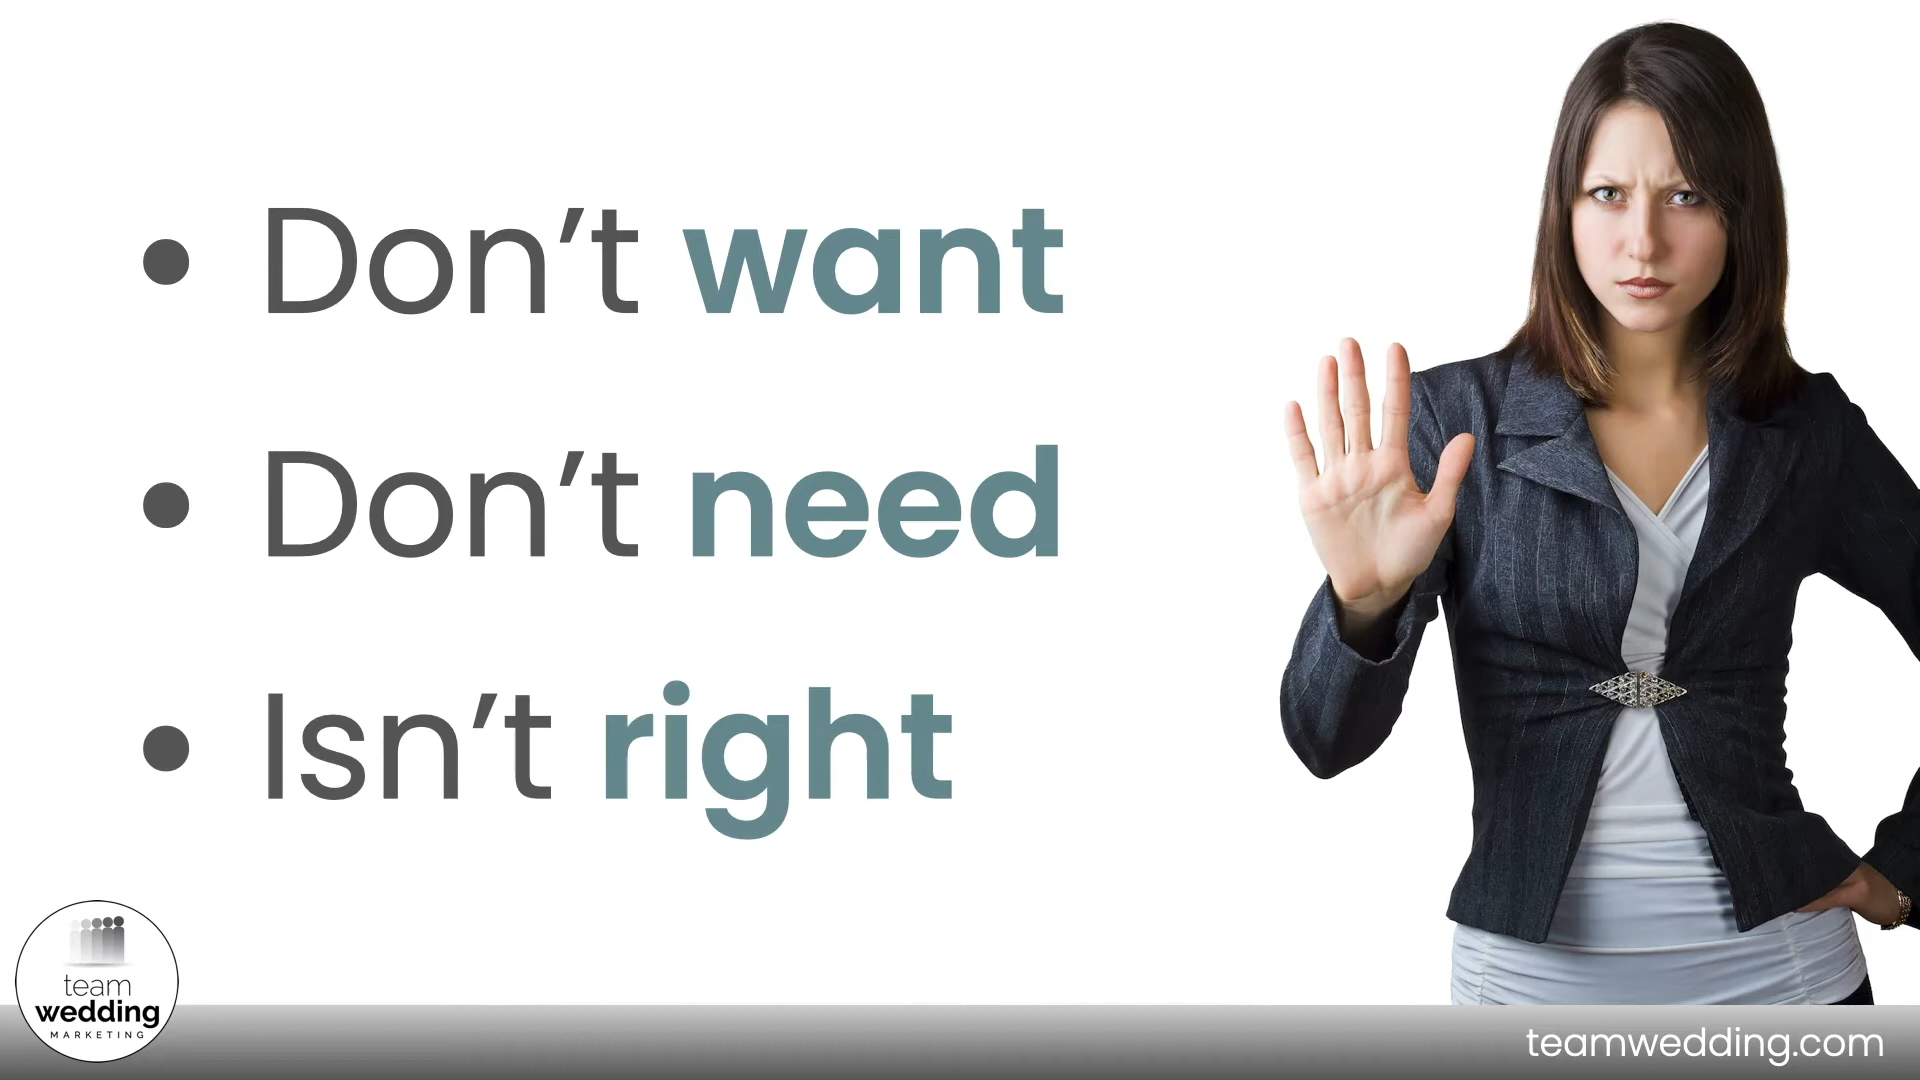 • Don’t want
• Don’t need
• Isn’t right
team
wedding
MARKETING
teamwedding.com